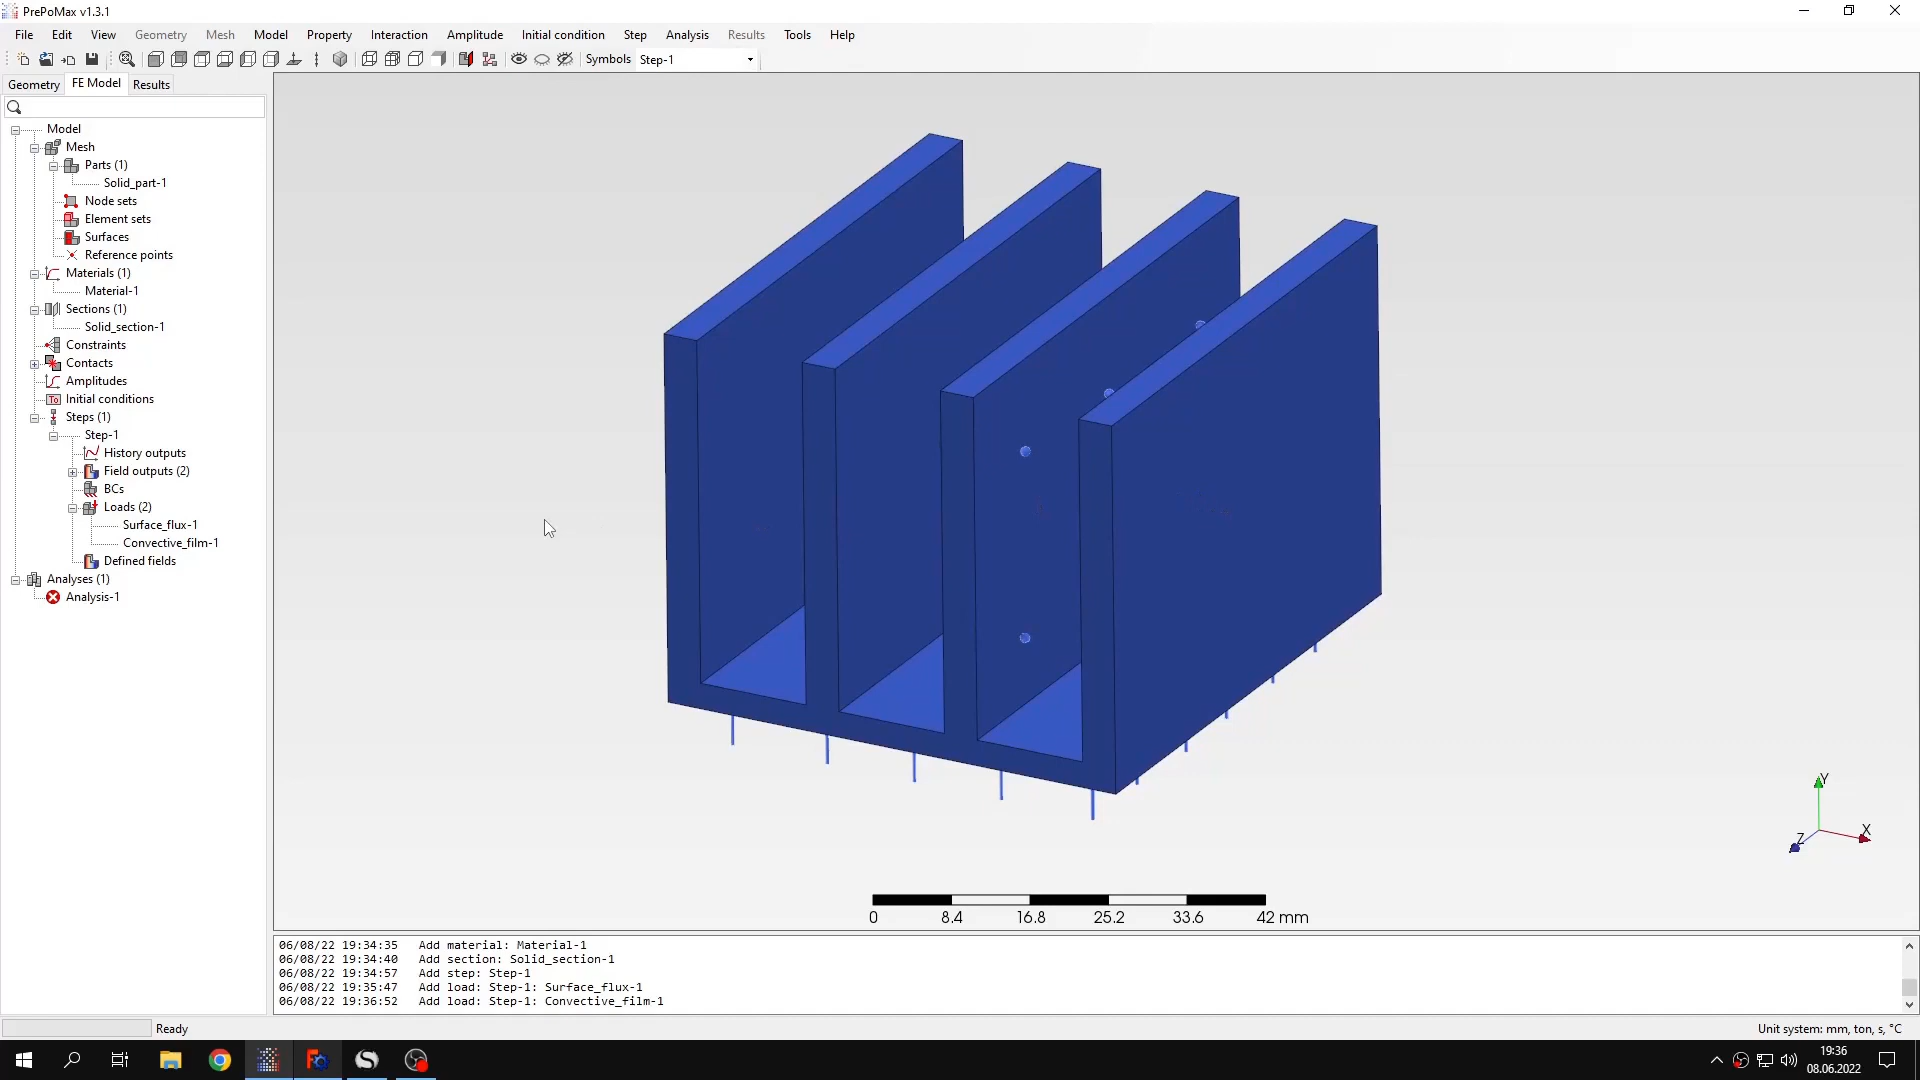 PrePoMax v1.3.1
File Edit View Geometry Mesh Model Property Interaction Amplitude Initial condition Step Analysis Results Tools Help
Symbols Step-1
Geometry FE Model Results
Model
Mesh
Parts (1)
Solid_part-1
Node sets
Element sets
Surfaces
Reference points
Materials (1)
Material-1
Sections (1)
Solid_section-1
Constraints
Contacts
Amplitudes
Initial conditions
Steps (1)
Step-1
History outputs
Field outputs (2)
BCs
Loads (2)
Surface_flux-1
Convective_film-1
Defined fields
Analyses (1)
Analysis-1
Y
X
Z
0 8.4 16.8 25.2 33.6 42 mm
06/08/22 19:34:35 Add material: Material-1
06/08/22 19:34:40 Add section: Solid_section-1
06/08/22 19:34:57 Add step: Step-1
06/08/22 19:35:47 Add load: Step-1: Surface_flux-1
06/08/22 19:36:52 Add load: Step-1: Convective_film-1
Ready
Unit system: mm, ton, s, °C
19:36
08.06.2022